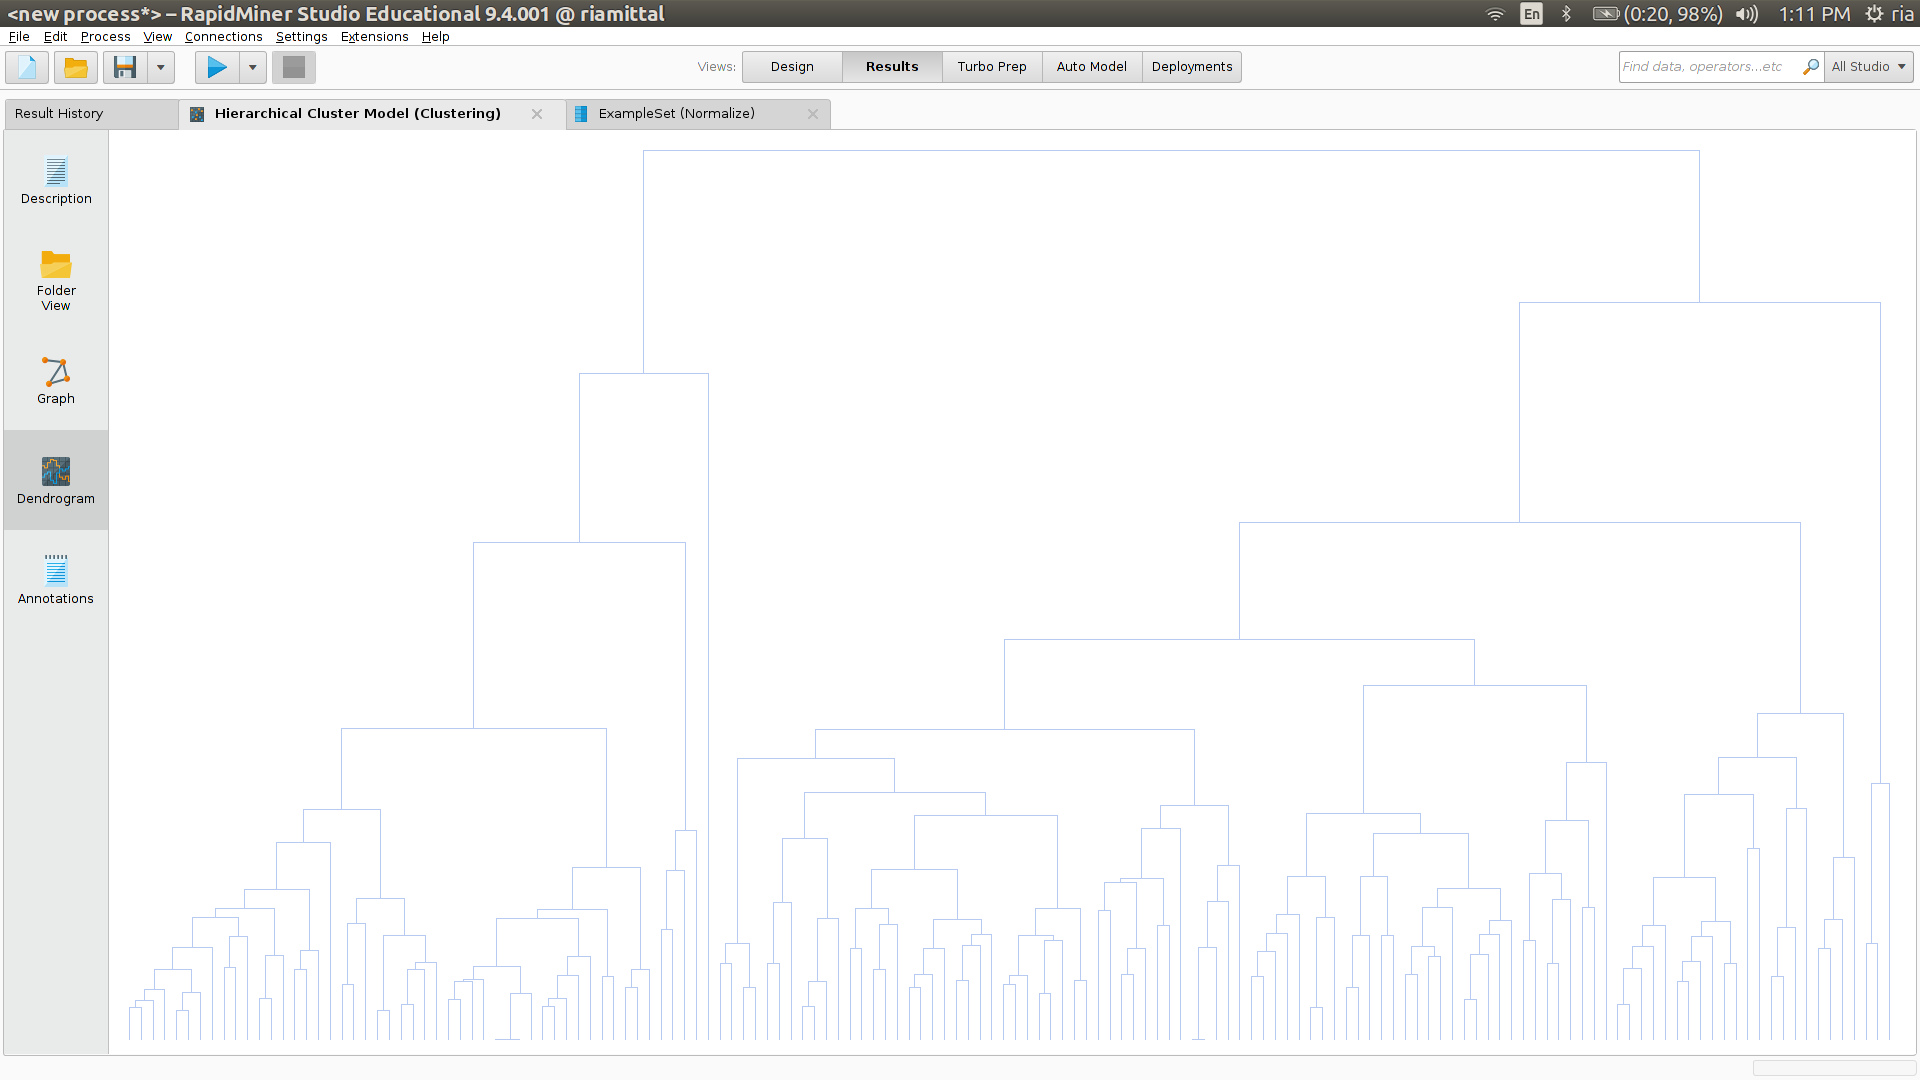 <new process*> – RapidMiner Studio Educational 9.4.001 @ riamittal
En (0:20, 98%) 1:11 PM ria
File Edit Process View Connections Settings Extensions Help
Views: Design Results Turbo Prep Auto Model Deployments
Find data, operators...etc All Studio
Result History Hierarchical Cluster Model (Clustering) ExampleSet (Normalize)
Description
Folder
View
Graph
Dendrogram
Annotations